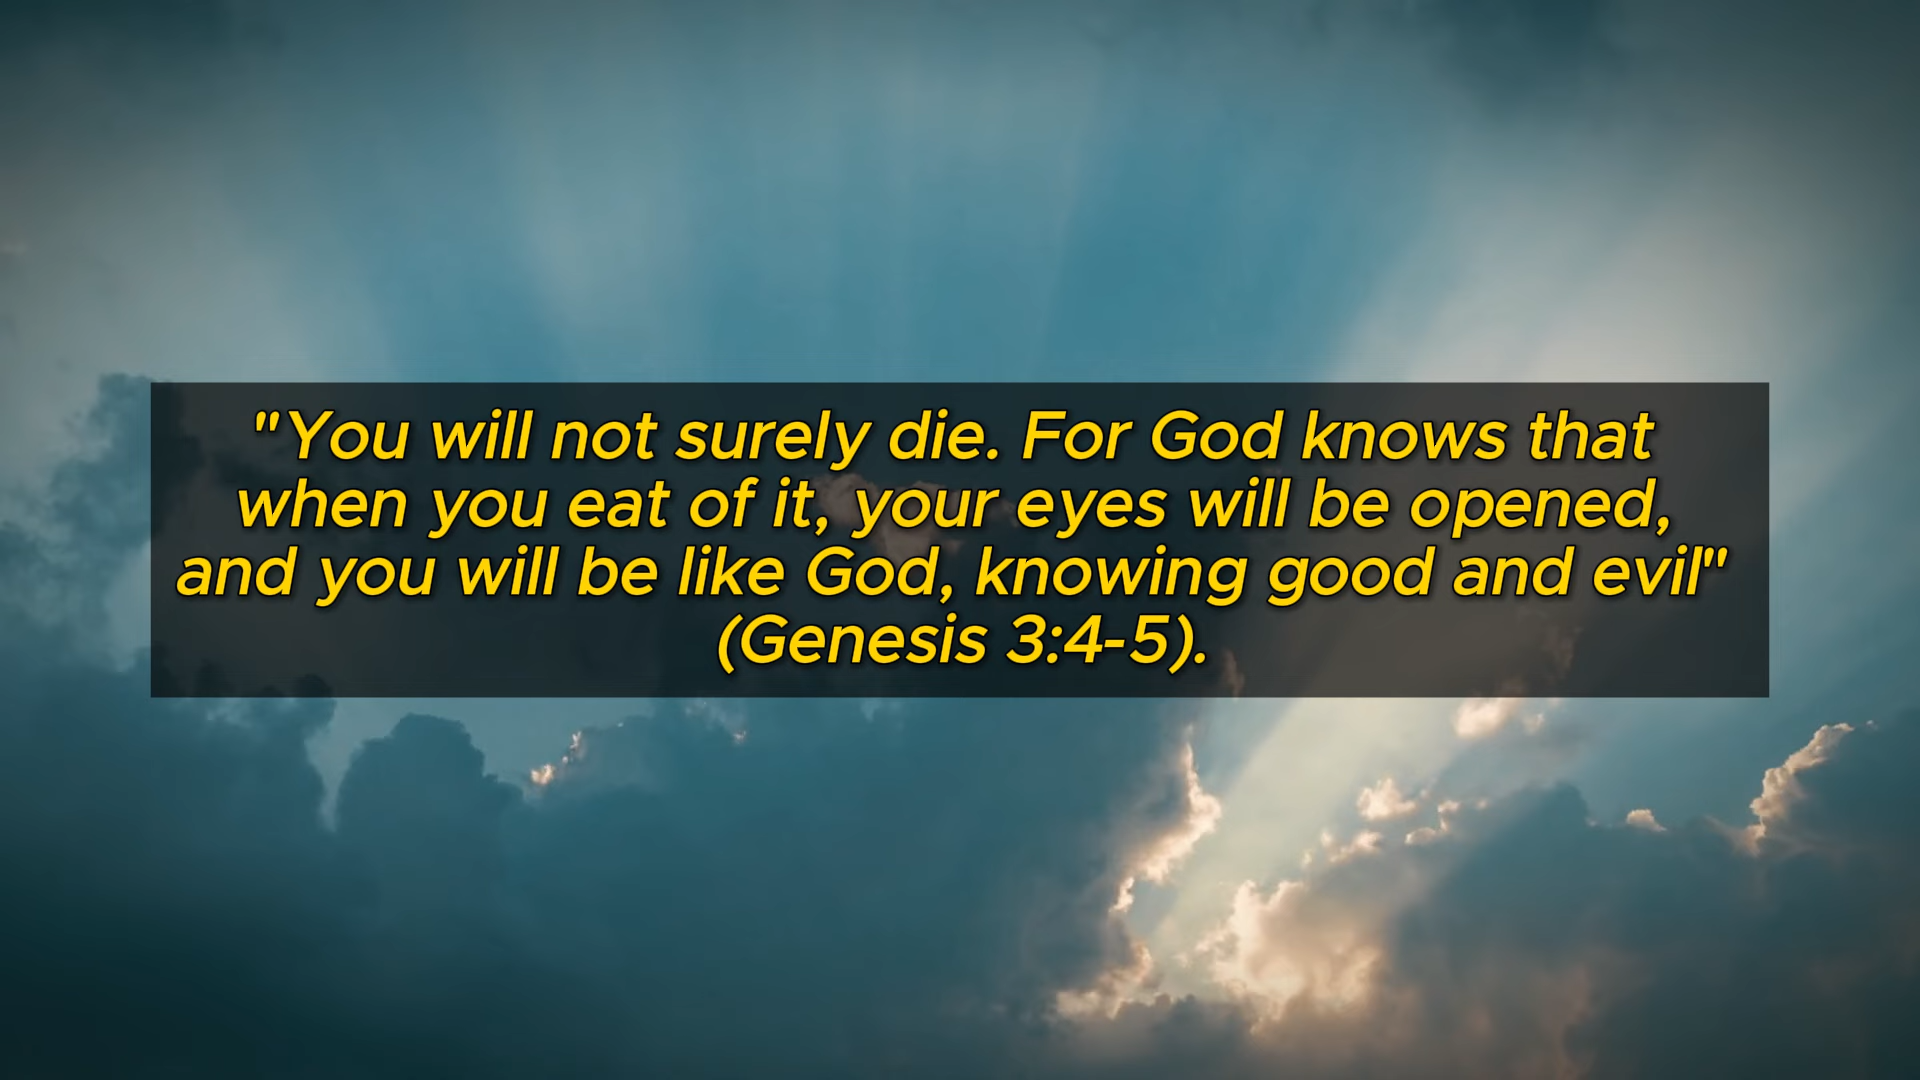 "You will not surely die. For God knows that
when you eat of it, your eyes will be opened,
and you will be like God, knowing good and evil"
(Genesis 3:4-5).